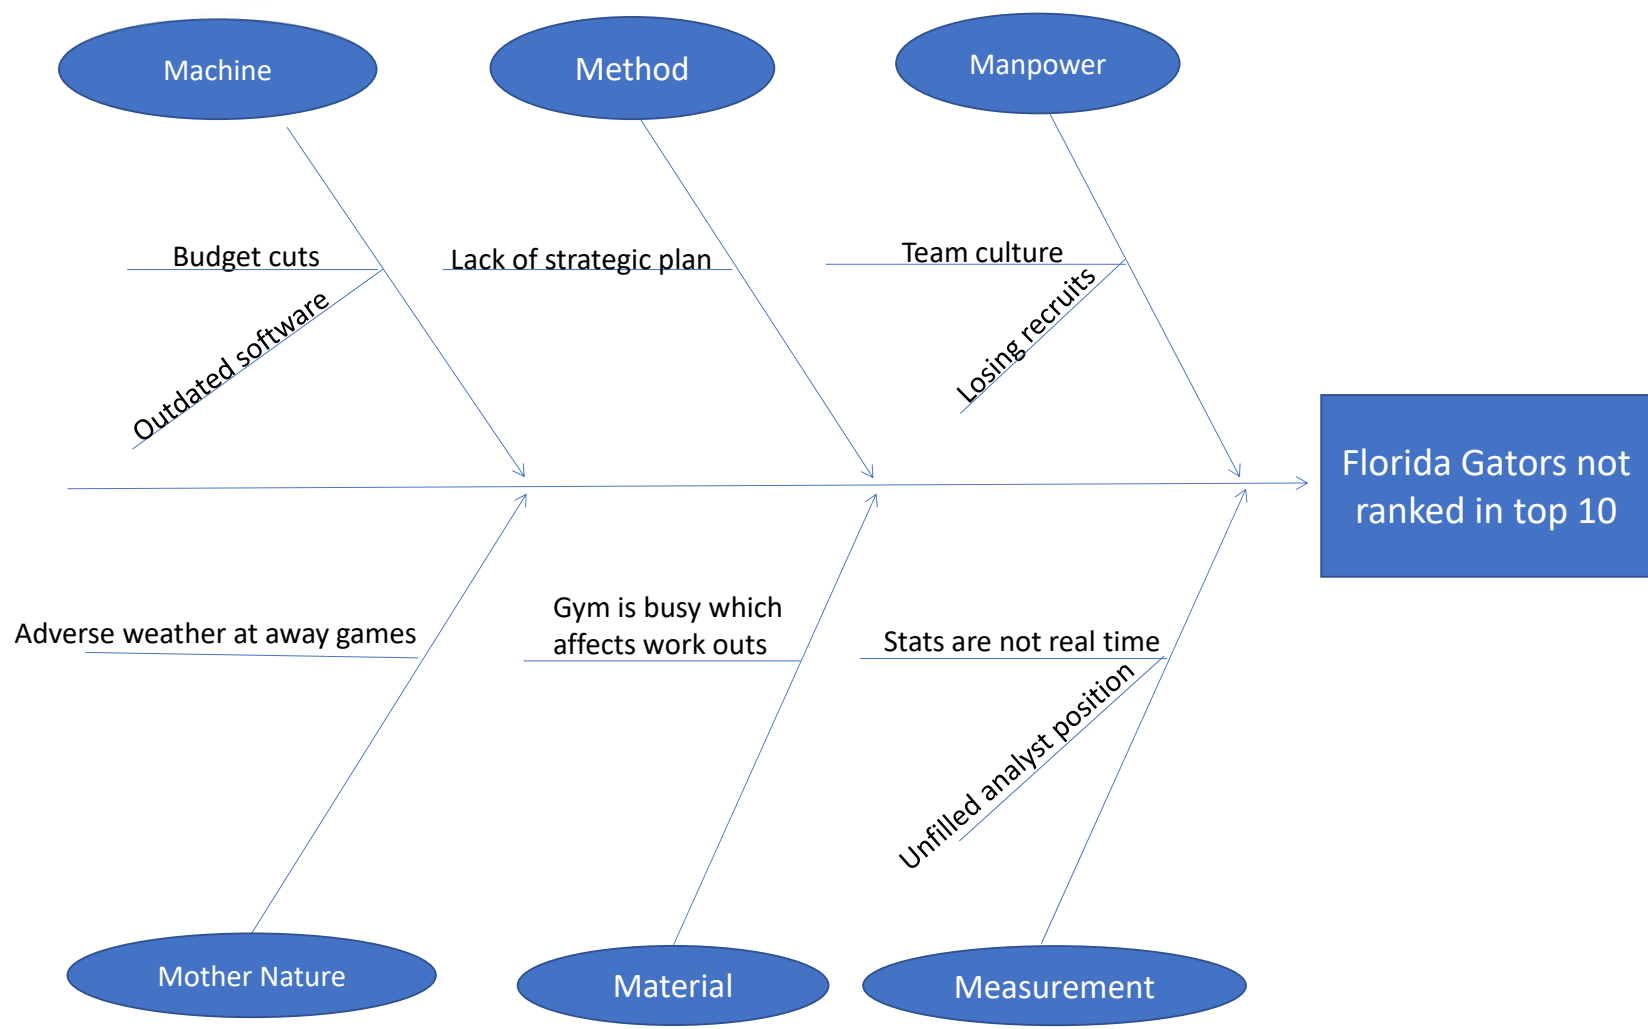 Machine
Method
Manpower
Budget cuts
Outdated software
Lack of strategic plan
Team culture
Losing recruits
Florida Gators not
ranked in top 10
Adverse weather at away games
Gym is busy which
affects work outs
Stats are not real time
Unfilled analyst position
Mother Nature
Material
Measurement